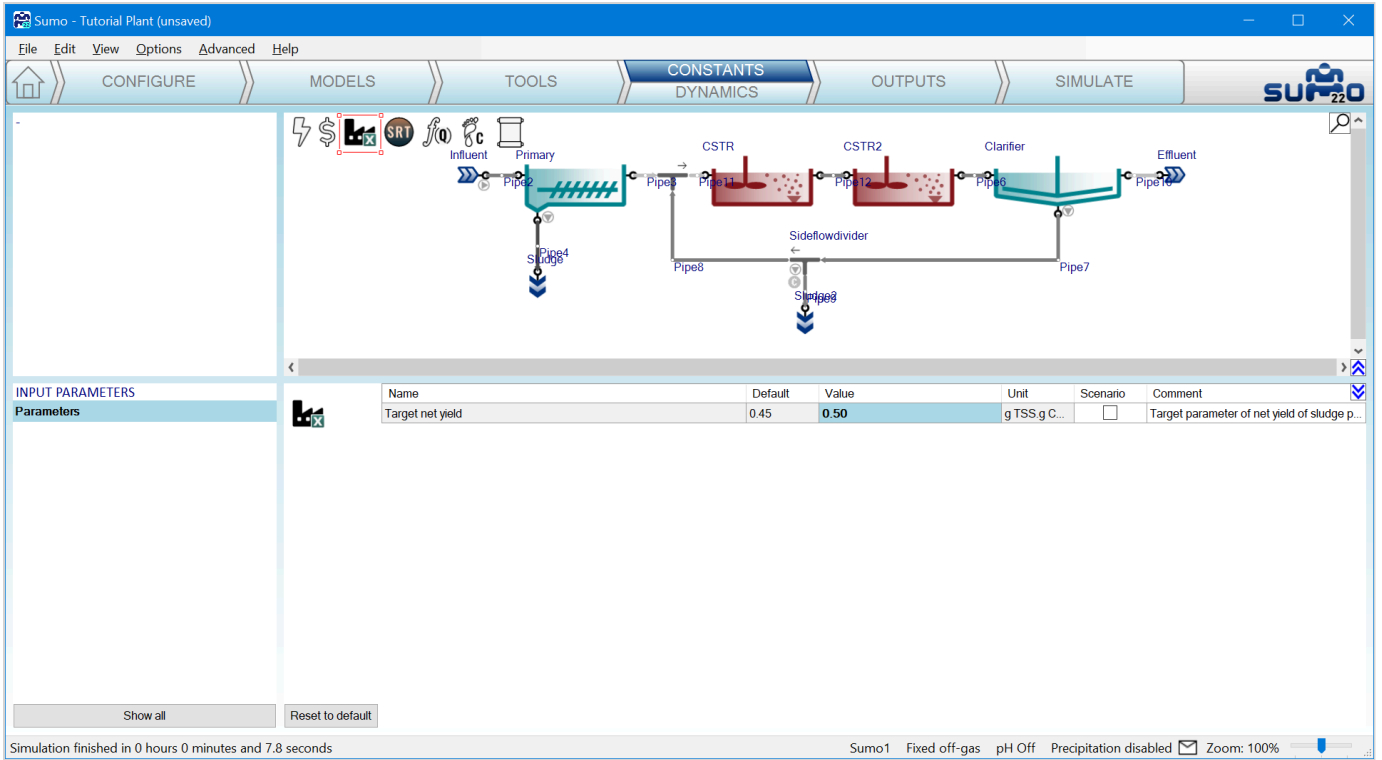 Sumo - Tutorial Plant (unsaved)
File Edit View Options Advanced Help
CONFIGURE MODELS TOOLS CONSTANTS DYNAMICS OUTPUTS SIMULATE
SUMO 22
-
$ SRT f(Q) C
Influent Primary CSTR CSTR2 Clarifier Effluent
Pipe2 Pipe3 Pipe11 Pipe12 Pipe6 Pipe10
Sideflowdivider
Pipe4
Sludge
Pipe8 Pipe7
C
Sludge2
INPUT PARAMETERS
Name Default Value Unit Scenario Comment
Parameters
Target net yield 0.45 0.50 g TSS.g C... Target parameter of net yield of sludge p...
Show all Reset to default
Simulation finished in 0 hours 0 minutes and 7.8 seconds Sumo1 Fixed off-gas pH Off Precipitation disabled Zoom: 100%